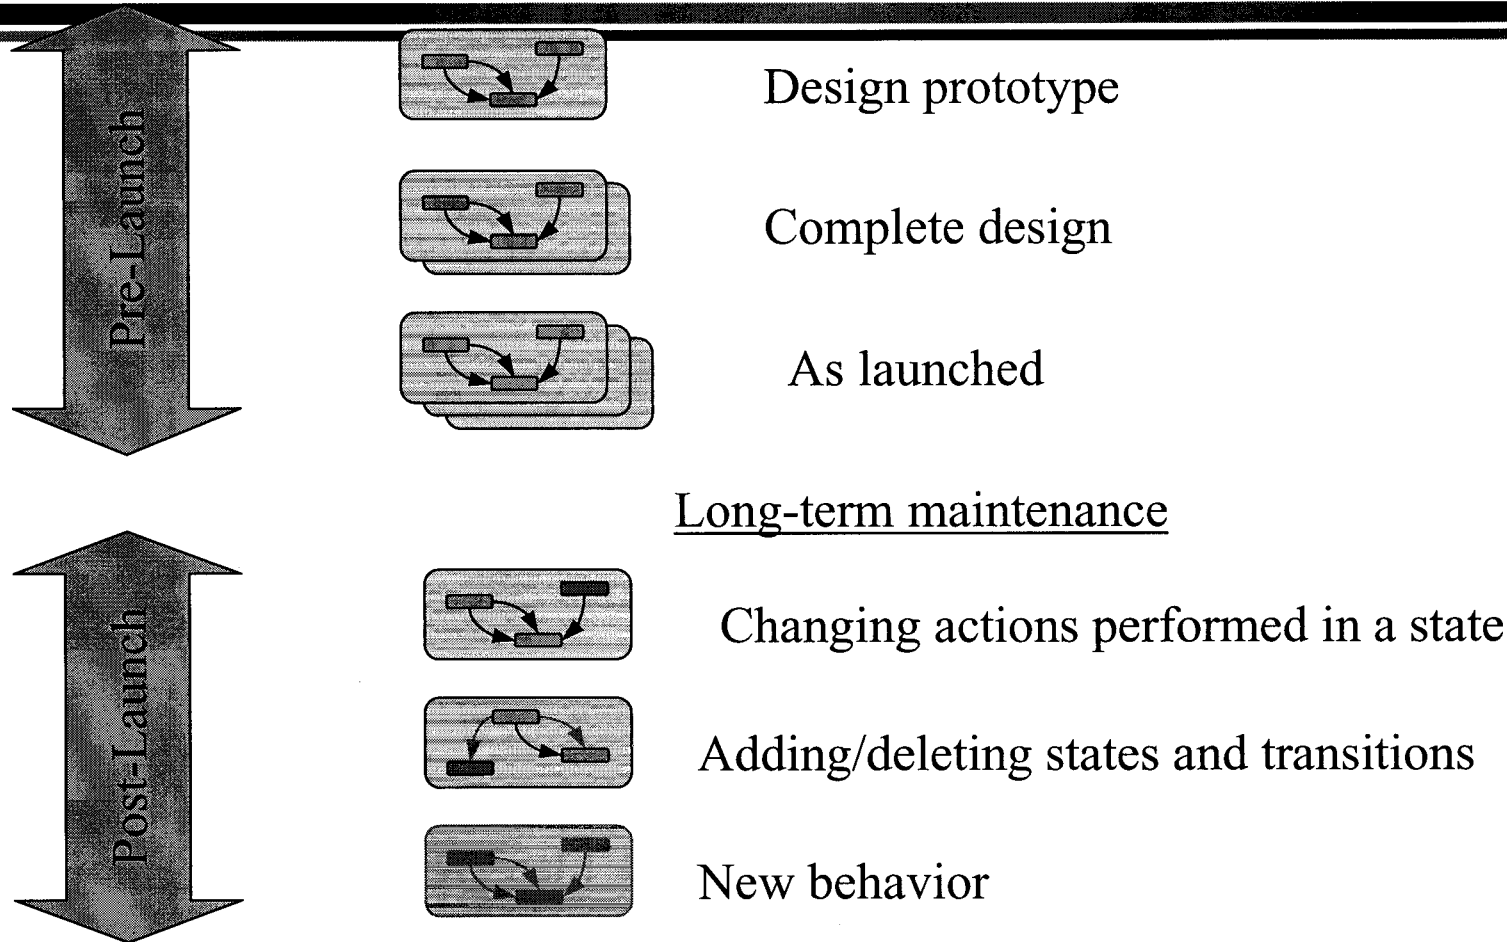 Pre-Launch
Design prototype
Complete design
As launched
Long-term maintenance
Post-Launch
Changing actions performed in a state
Adding/deleting states and transitions
New behavior